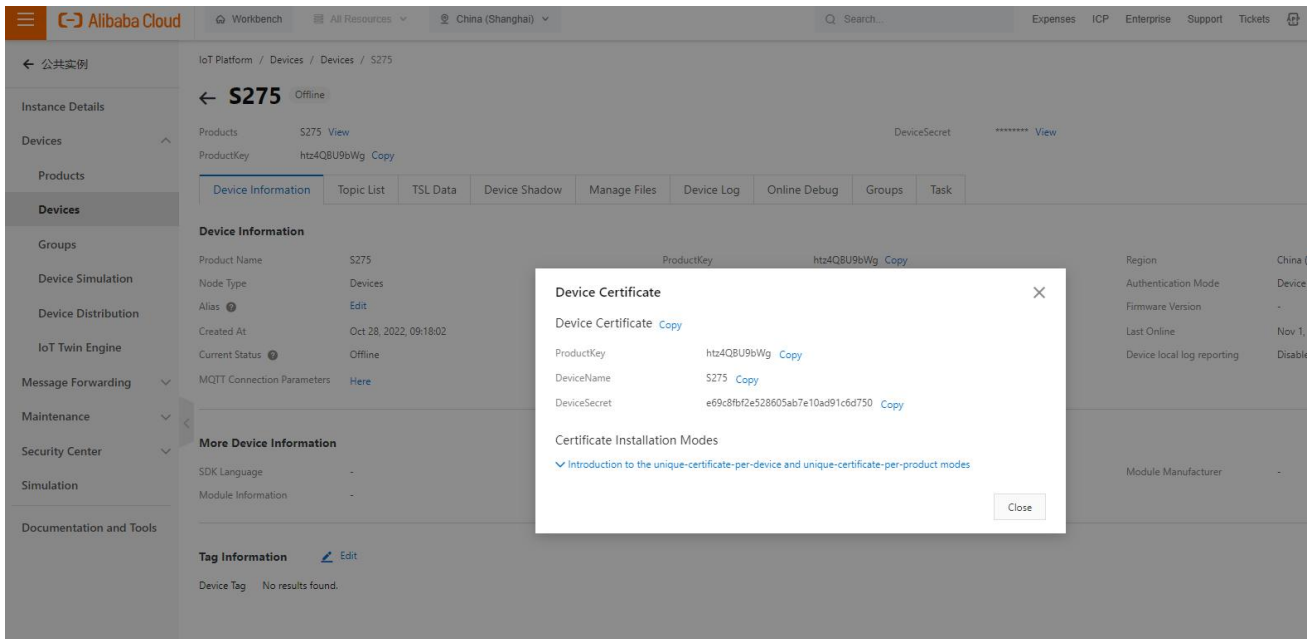 Alibaba Cloud Workbench All Resources China (Shanghai) Search... Expenses ICP Enterprise Support Tickets
公共实例
IoT Platform / Devices / Devices / S275
S275 Offline
Instance Details
Products S275 View DeviceSecret ******** View
Devices
ProductKey htz4QBU9bWg Copy
Products
Device Information Topic List TSL Data Device Shadow Manage Files Device Log Online Debug Groups Task
Devices
Device Information
Groups
Product Name S275 ProductKey htz4QBU9bWg Copy Region China (
Device Simulation
Node Type Devices Authentication Mode Device
Device Distribution
Alias Edit Firmware Version -
IoT Twin Engine
Created At Oct 28, 2022, 09:18:02 Last Online Nov 1,
Current Status Offline Device local log reporting Disable
Message Forwarding
MQTT Connection Parameters Here
Maintenance
Security Center
Simulation
Documentation and Tools
Device Certificate
Device Certificate Copy
ProductKey htz4QBU9bWg Copy
DeviceName S275 Copy
DeviceSecret e69c8fbf2e528605ab7e10ad91c6d750 Copy
Certificate Installation Modes
Introduction to the unique-certificate-per-device and unique-certificate-per-product modes
Close
More Device Information
SDK Language - Module Manufacturer -
Module Information -
Tag Information Edit
Device Tag No results found.